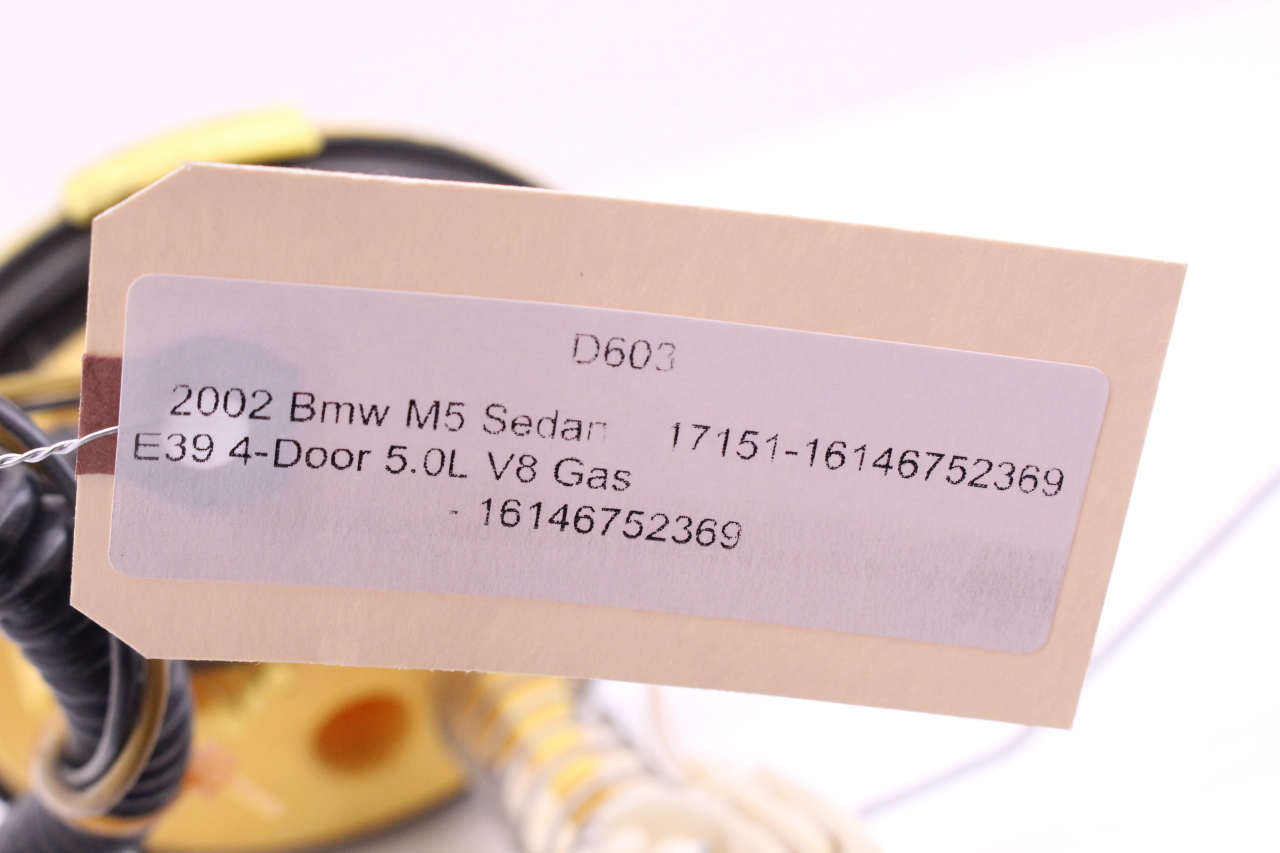 D603
2002 Bmw M5 Sedan 17151-16146752369
E39 4-Door 5.0L V8 Gas
- 16146752369